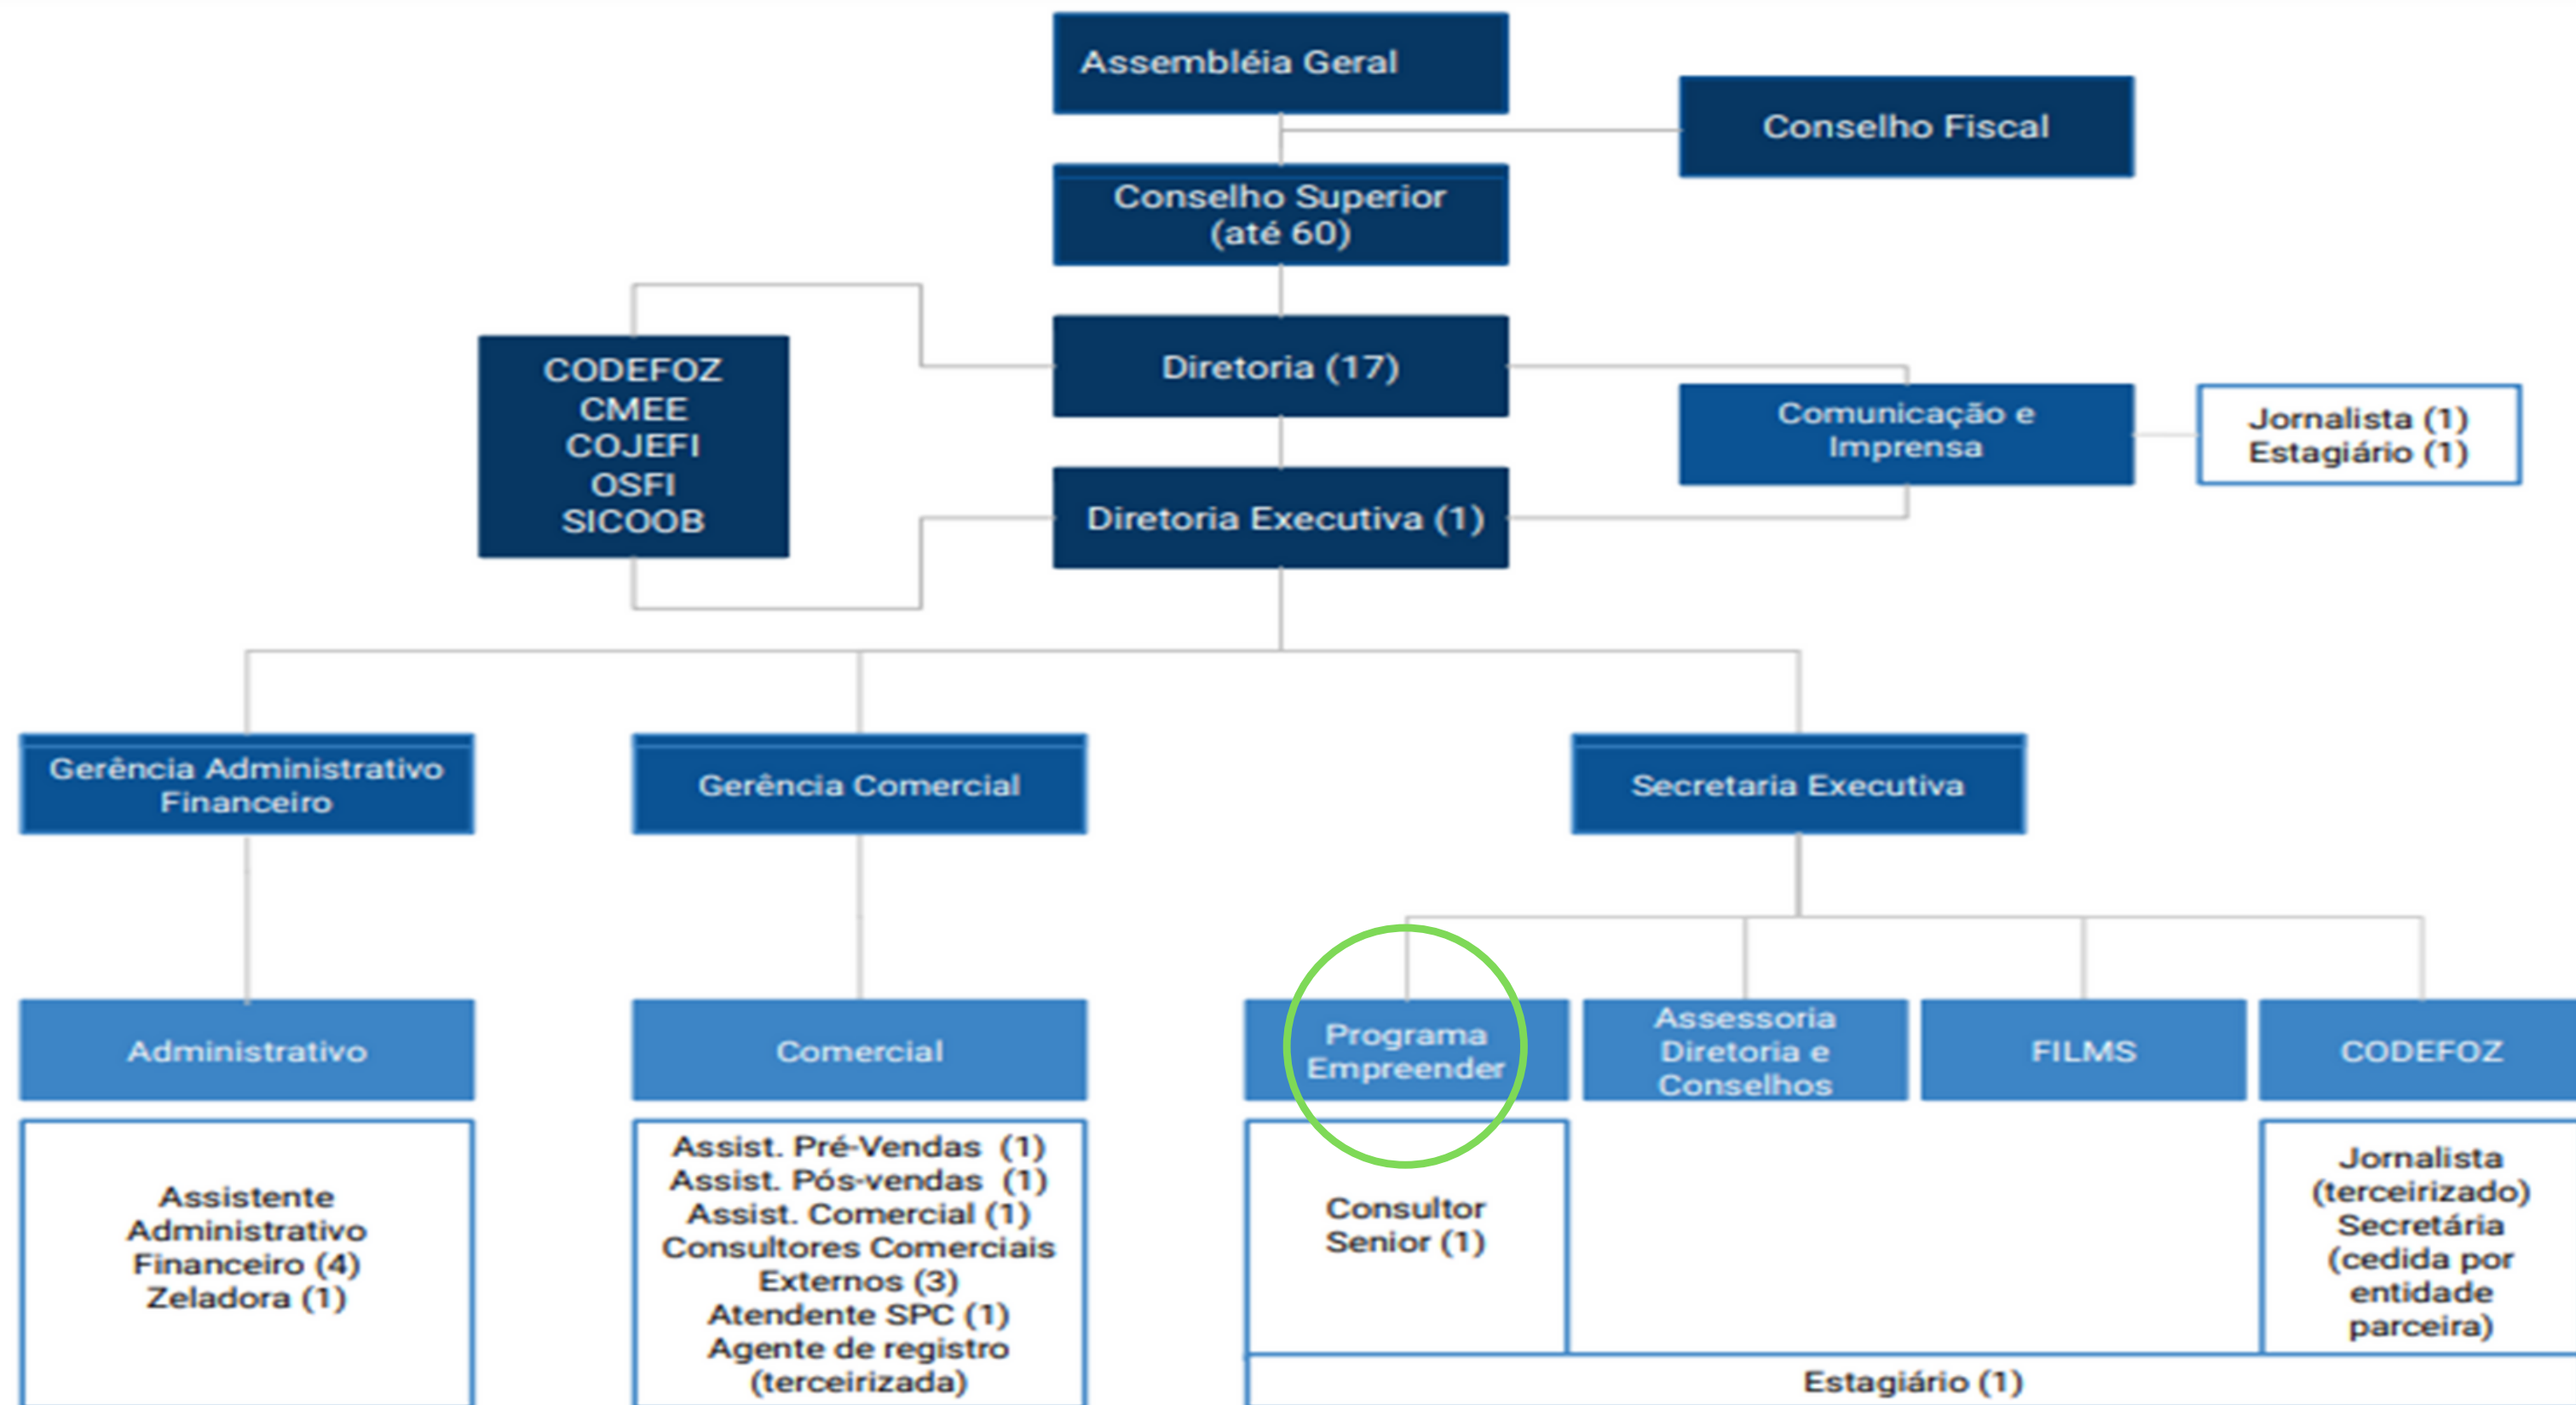 Assembléia Geral
Conselho Fiscal
Conselho Superior
(até 60)
CODEFOZ
CMEE
COJEFI
OSFI
SICOOB
Diretoria (17)
Comunicação e
Imprensa
Jornalista (1)
Estagiário (1)
Diretoria Executiva (1)
Gerência Administrativo
Financeiro
Gerência Comercial
Secretaria Executiva
Administrativo
Comercial
Programa
Empreender
Assessoria
Diretoria e
Conselhos
FILMS
CODEFOZ
Assistente
Administrativo
Financeiro (4)
Zeladora (1)
Assist. Pré-Vendas (1)
Assist. Pós-vendas (1)
Assist. Comercial (1)
Consultores Comerciais
Externos (3)
Atendente SPC (1)
Agente de registro
(terceirizada)
Consultor
Senior (1)
Jornalista
(terceirizado)
Secretária
(cedida por
entidade
parceira)
Estagiário (1)